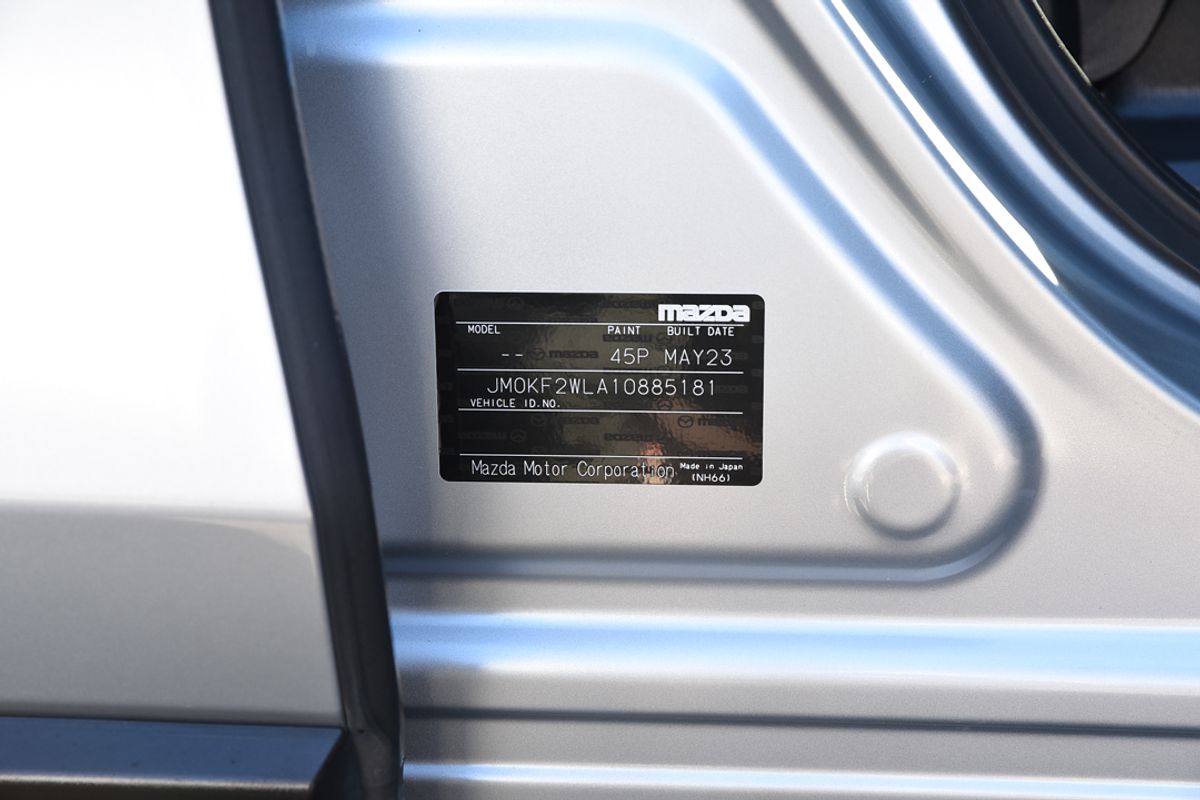 mazda
MODEL PAINT BUILT DATE
-- 45P MAY23
JM0KF2WLA10885181
VEHICLE ID.NO.
Mazda Motor Corporation Made in Japan
(NH66)